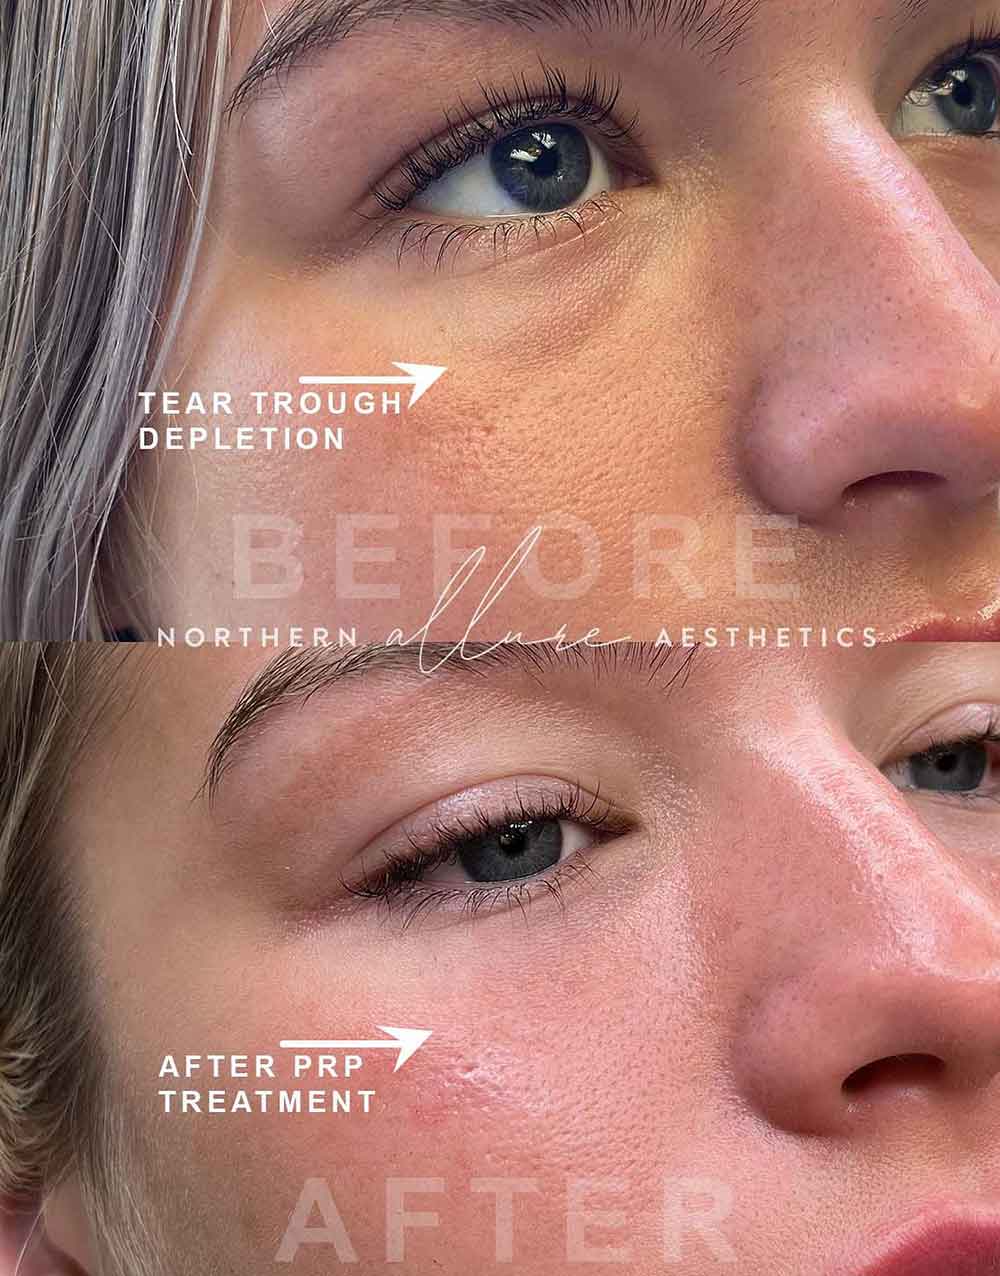 TEAR TROUGH
DEPLETION
BEFORE
NORTHERN allure AESTHETICS
AFTER PRP
TREATMENT
AFTER